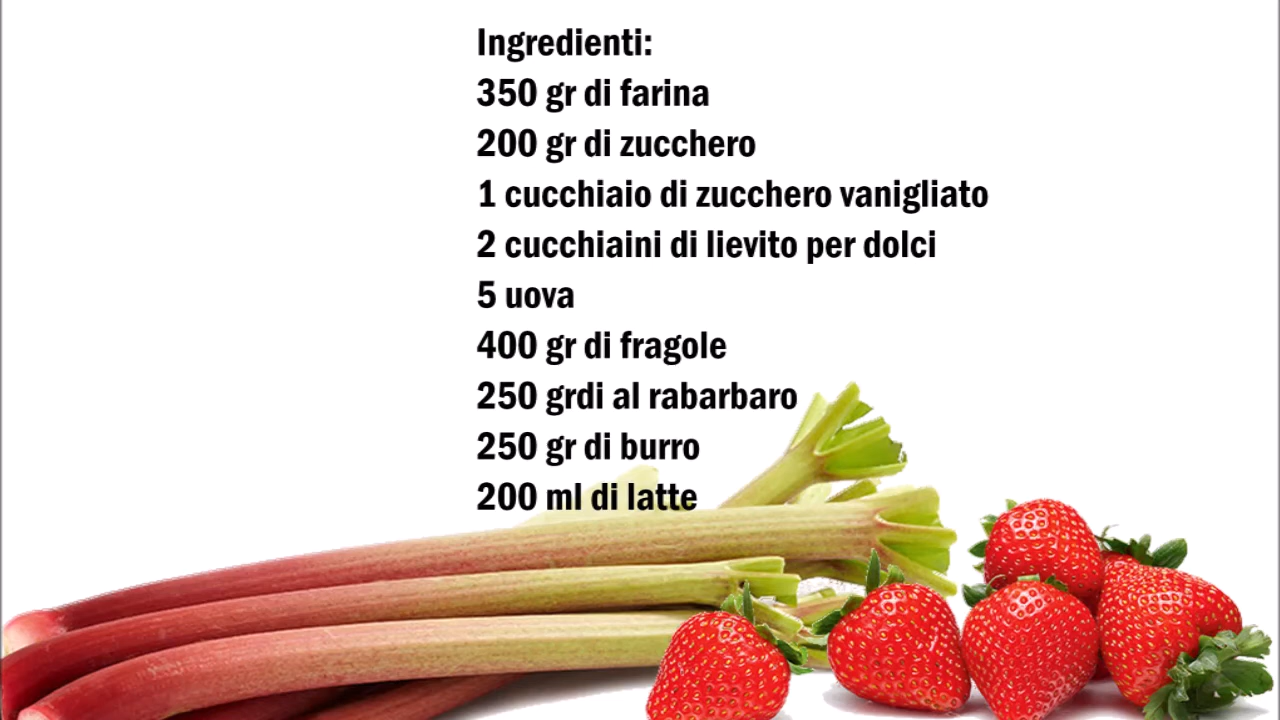 Ingredienti:
350 gr di farina
200 gr di zucchero
1 cucchiaio di zucchero vanigliato
2 cucchiaini di lievito per dolci
5 uova
400 gr di fragole
250 grdi al rabarbaro
250 gr di burro
200 ml di latte